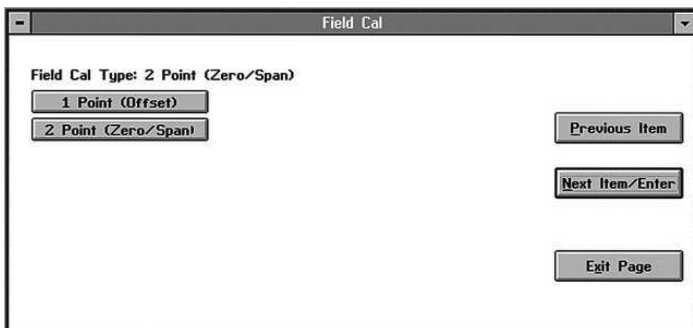 Field Cal
Field Cal Type: 2 Point (Zero/Span)
1 Point (Offset)
2 Point (Zero/Span)
Previous Item
Next Item/Enter
Exit Page